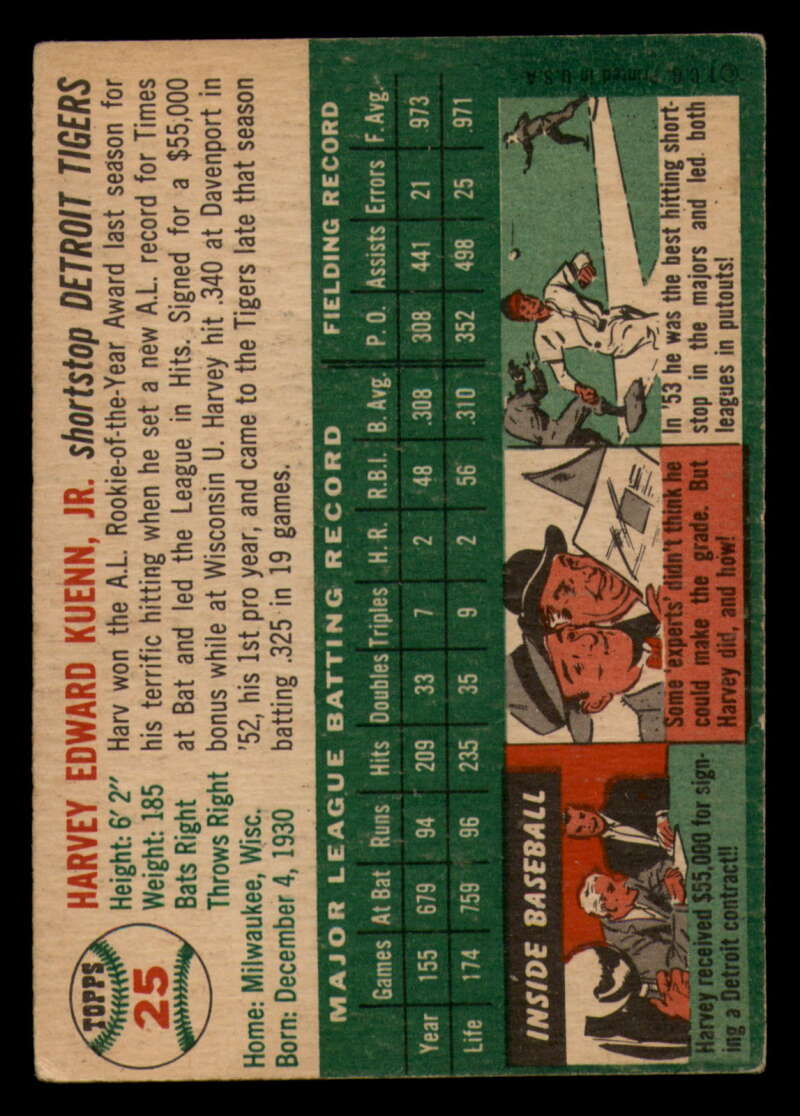 TOPPS
25
HARVEY EDWARD KUENN, JR. shortstop DETROIT TIGERS
Height: 6' 2"
Weight: 185
Bats Right
Throws Right
Home: Milwaukee, Wisc.
Born: December 4, 1930
Harv won the A.L. Rookie-of-the-Year Award last season for
his terrific hitting when he set a new A.L. record for Times
at Bat and led the League in Hits. Signed for a $55,000
bonus while at Wisconsin U. Harvey hit .340 at Davenport in
'52, his 1st pro year, and came to the Tigers late that season
batting .325 in 19 games.
MAJOR LEAGUE BATTING RECORD FIELDING RECORD
Games At Bat Runs Hits Doubles Triples H. R. R.B.I. B. Avg. P. O. Assists Errors F. Avg.
Year 155 679 94 209 33 7 2 48 .308 308 441 21 .973
Life 174 759 96 235 35 9 2 56 .310 352 498 25 .971
INSIDE BASEBALL
Harvey received $55,000 for sign-
ing a Detroit contract!!
Some 'experts' didn't think he
could make the grade. But
Harvey did, and how!
In '53 he was the best hitting short-
stop in the majors and led both
leagues in putouts!
© T. C. G. Printed in U. S. A.